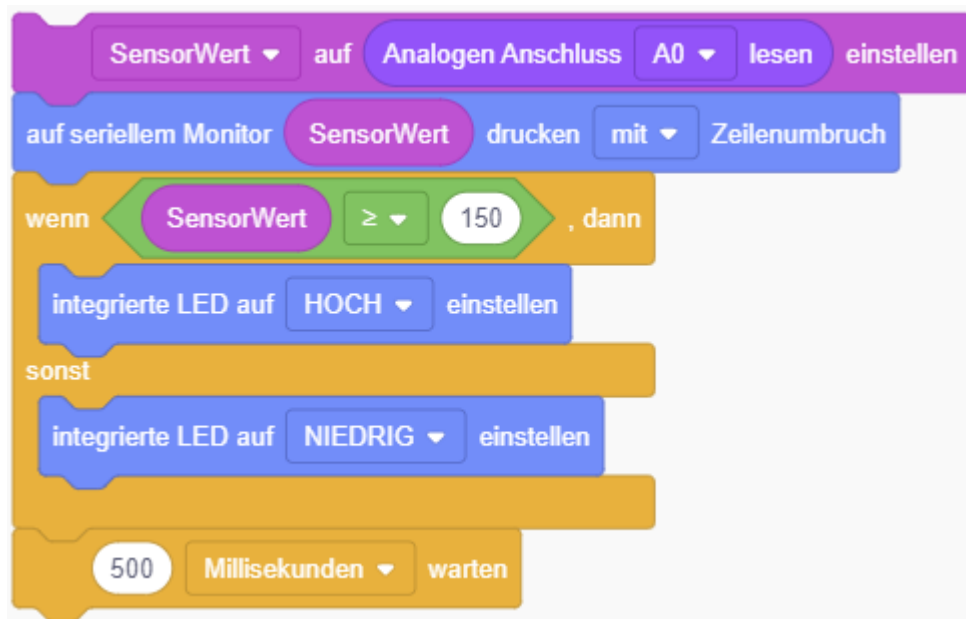 SensorWert auf Analogen Anschluss A0 lesen einstellen
auf seriellem Monitor SensorWert drucken mit Zeilenumbruch
wenn SensorWert ≥ 150 , dann
integrierte LED auf HOCH einstellen
sonst
integrierte LED auf NIEDRIG einstellen
500 Millisekunden warten